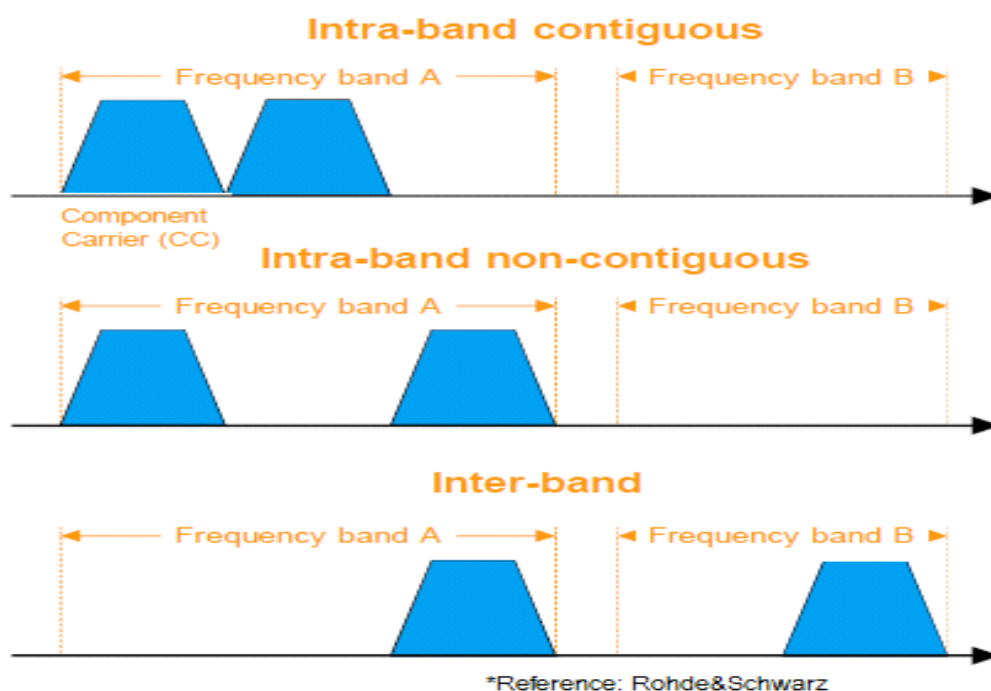 Intra-band contiguous
Frequency band A Frequency band B
Component
Carrier (CC)
Intra-band non-contiguous
Frequency band A Frequency band B
Inter-band
Frequency band A Frequency band B
*Reference: Rohde&Schwarz